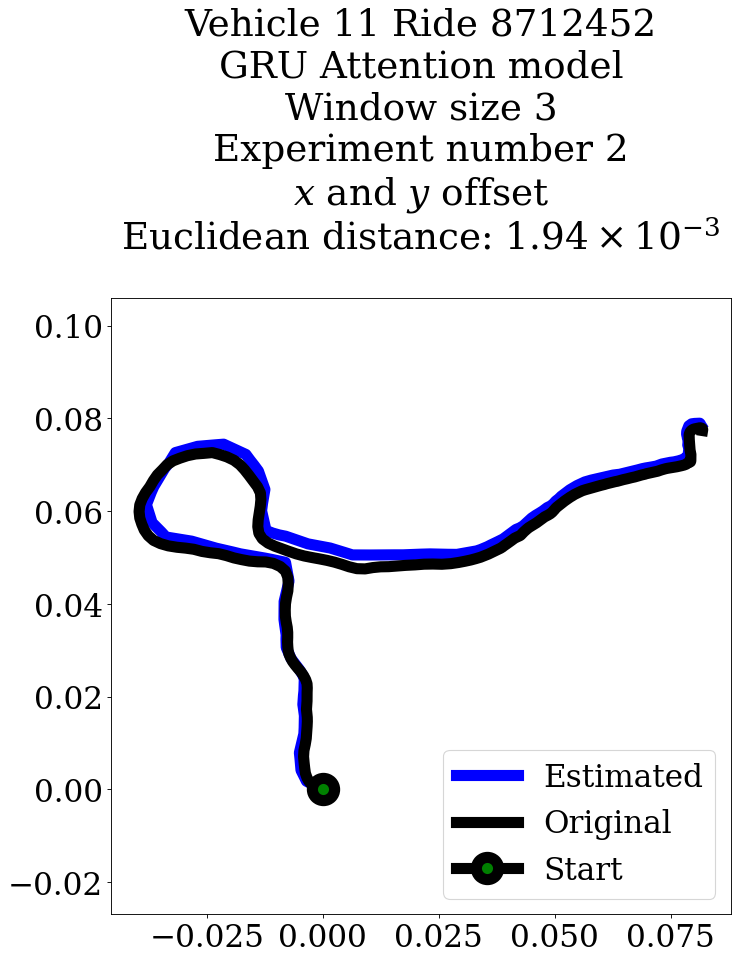 Vehicle 11 Ride 8712452
GRU Attention model
Window size 3
Experiment number 2
x and y offset
Euclidean distance: 1.94 × 10⁻³
0.10
0.08
0.06
0.04
0.02
0.00
−0.02
Estimated
Original
Start
−0.025 0.000 0.025 0.050 0.075